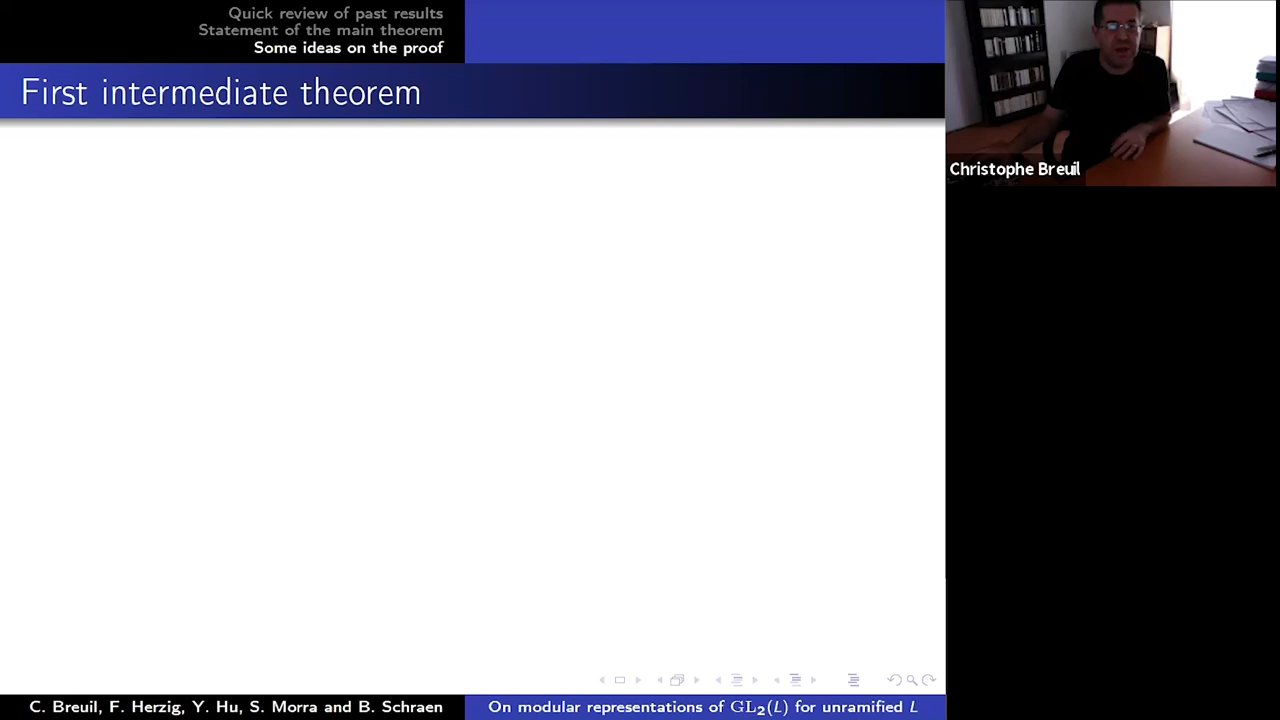 Quick review of past results
Statement of the main theorem
Some ideas on the proof
First intermediate theorem
Christophe Breuil
C. Breuil, F. Herzig, Y. Hu, S. Morra and B. Schraen
On modular representations of GL₂(L) for unramified L